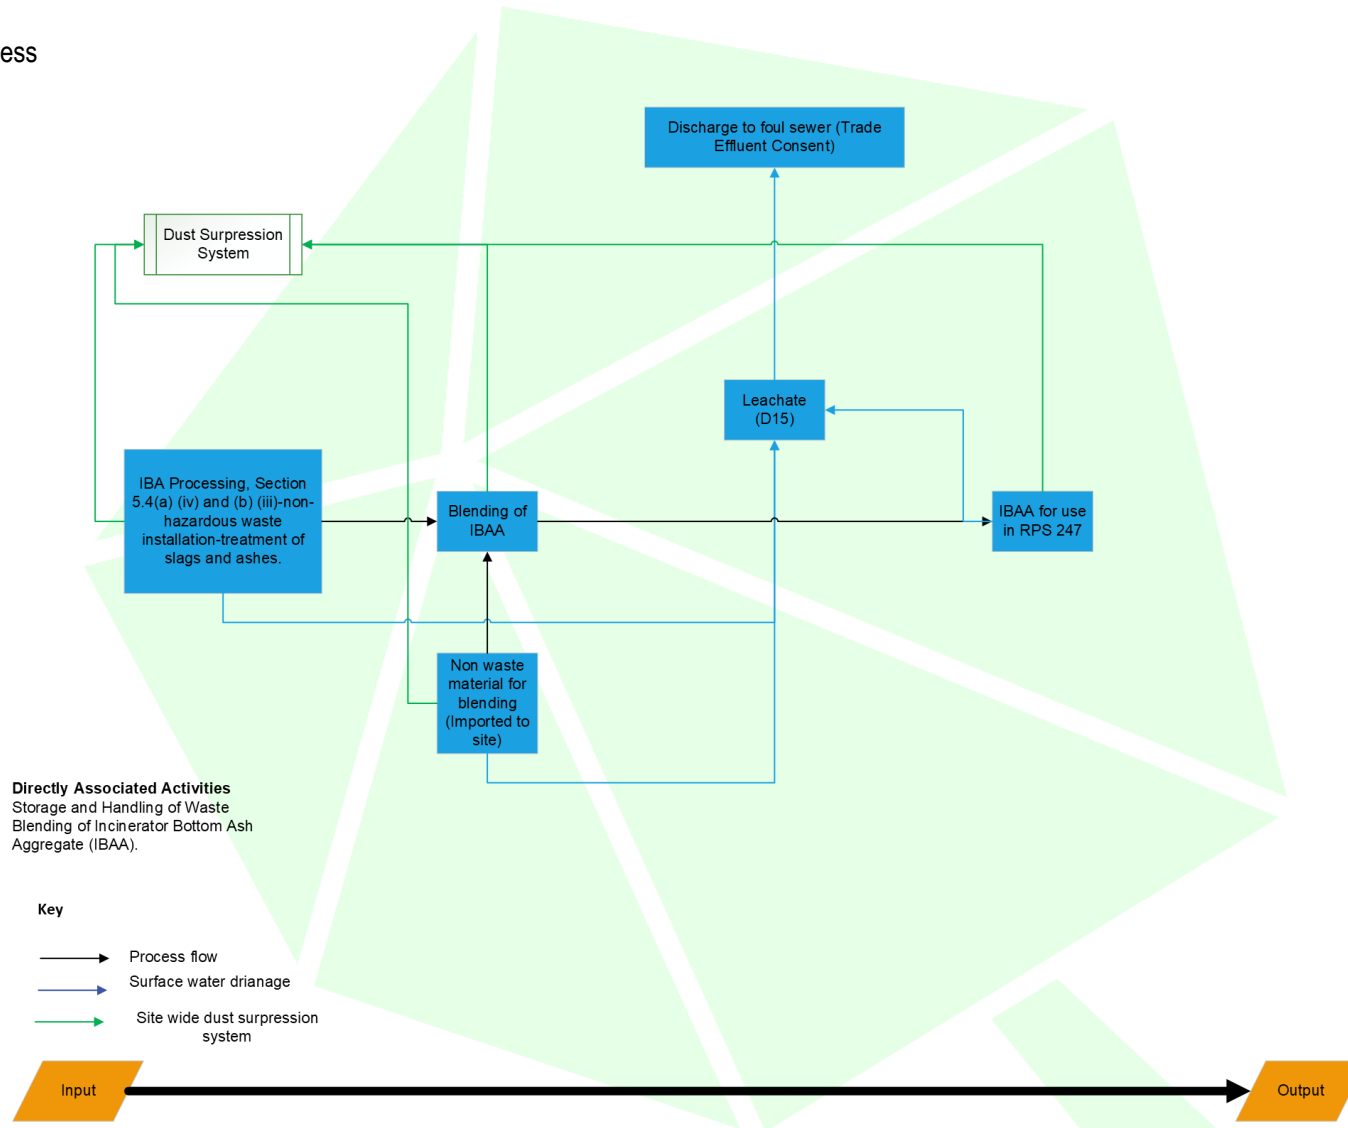 ess
Discharge to foul sewer (Trade
Effluent Consent)
Dust Surpression
System
Leachate
(D15)
IBA Processing, Section
5.4(a) (iv) and (b) (iii)-non-
hazardous waste
installation-treatment of
slags and ashes.
Blending of
IBAA
IBAA for use
in RPS 247
Non waste
material for
blending
(Imported to
site)
Directly Associated Activities
Storage and Handling of Waste
Blending of Incinerator Bottom Ash
Aggregate (IBAA).
Key
Process flow
Surface water drianage
Site wide dust surpression
system
Input
Output